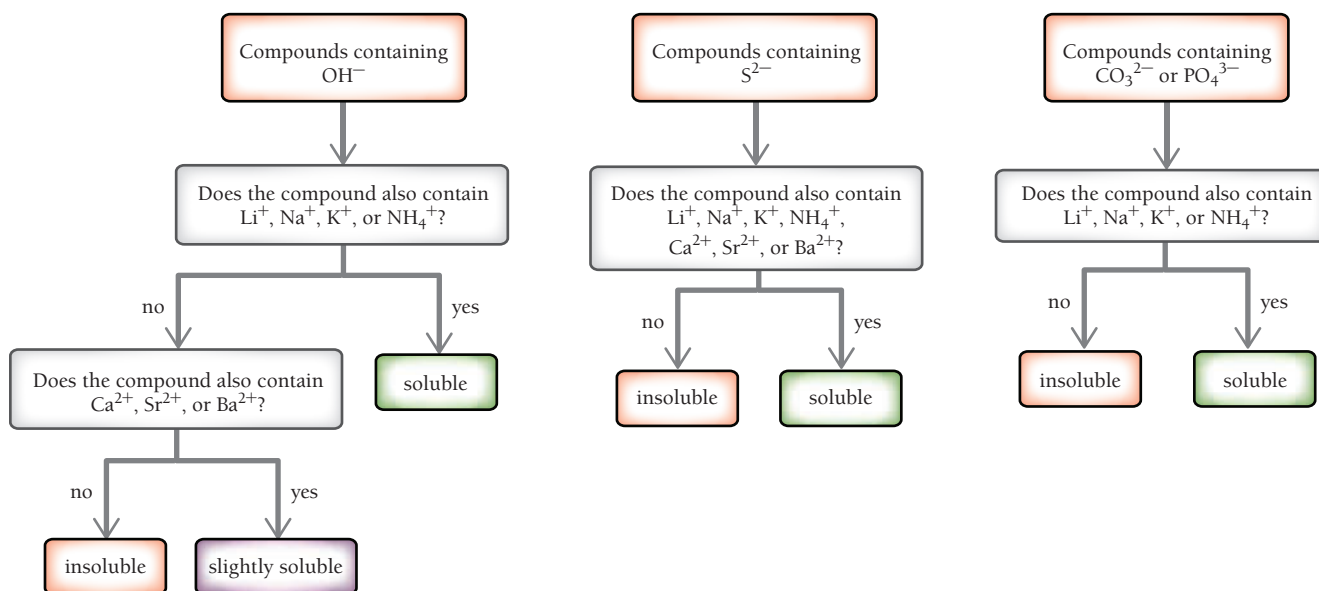 Compounds containing
OH⁻
Does the compound also contain
Li⁺, Na⁺, K⁺, or NH₄⁺?
no
yes
soluble
Does the compound also contain
Ca²⁺, Sr²⁺, or Ba²⁺?
no
yes
insoluble
slightly soluble
Compounds containing
S²⁻
Does the compound also contain
Li⁺, Na⁺, K⁺, NH₄⁺,
Ca²⁺, Sr²⁺, or Ba²⁺?
no
yes
insoluble
soluble
Compounds containing
CO₃²⁻ or PO₄³⁻
Does the compound also contain
Li⁺, Na⁺, K⁺, or NH₄⁺?
no
yes
insoluble
soluble